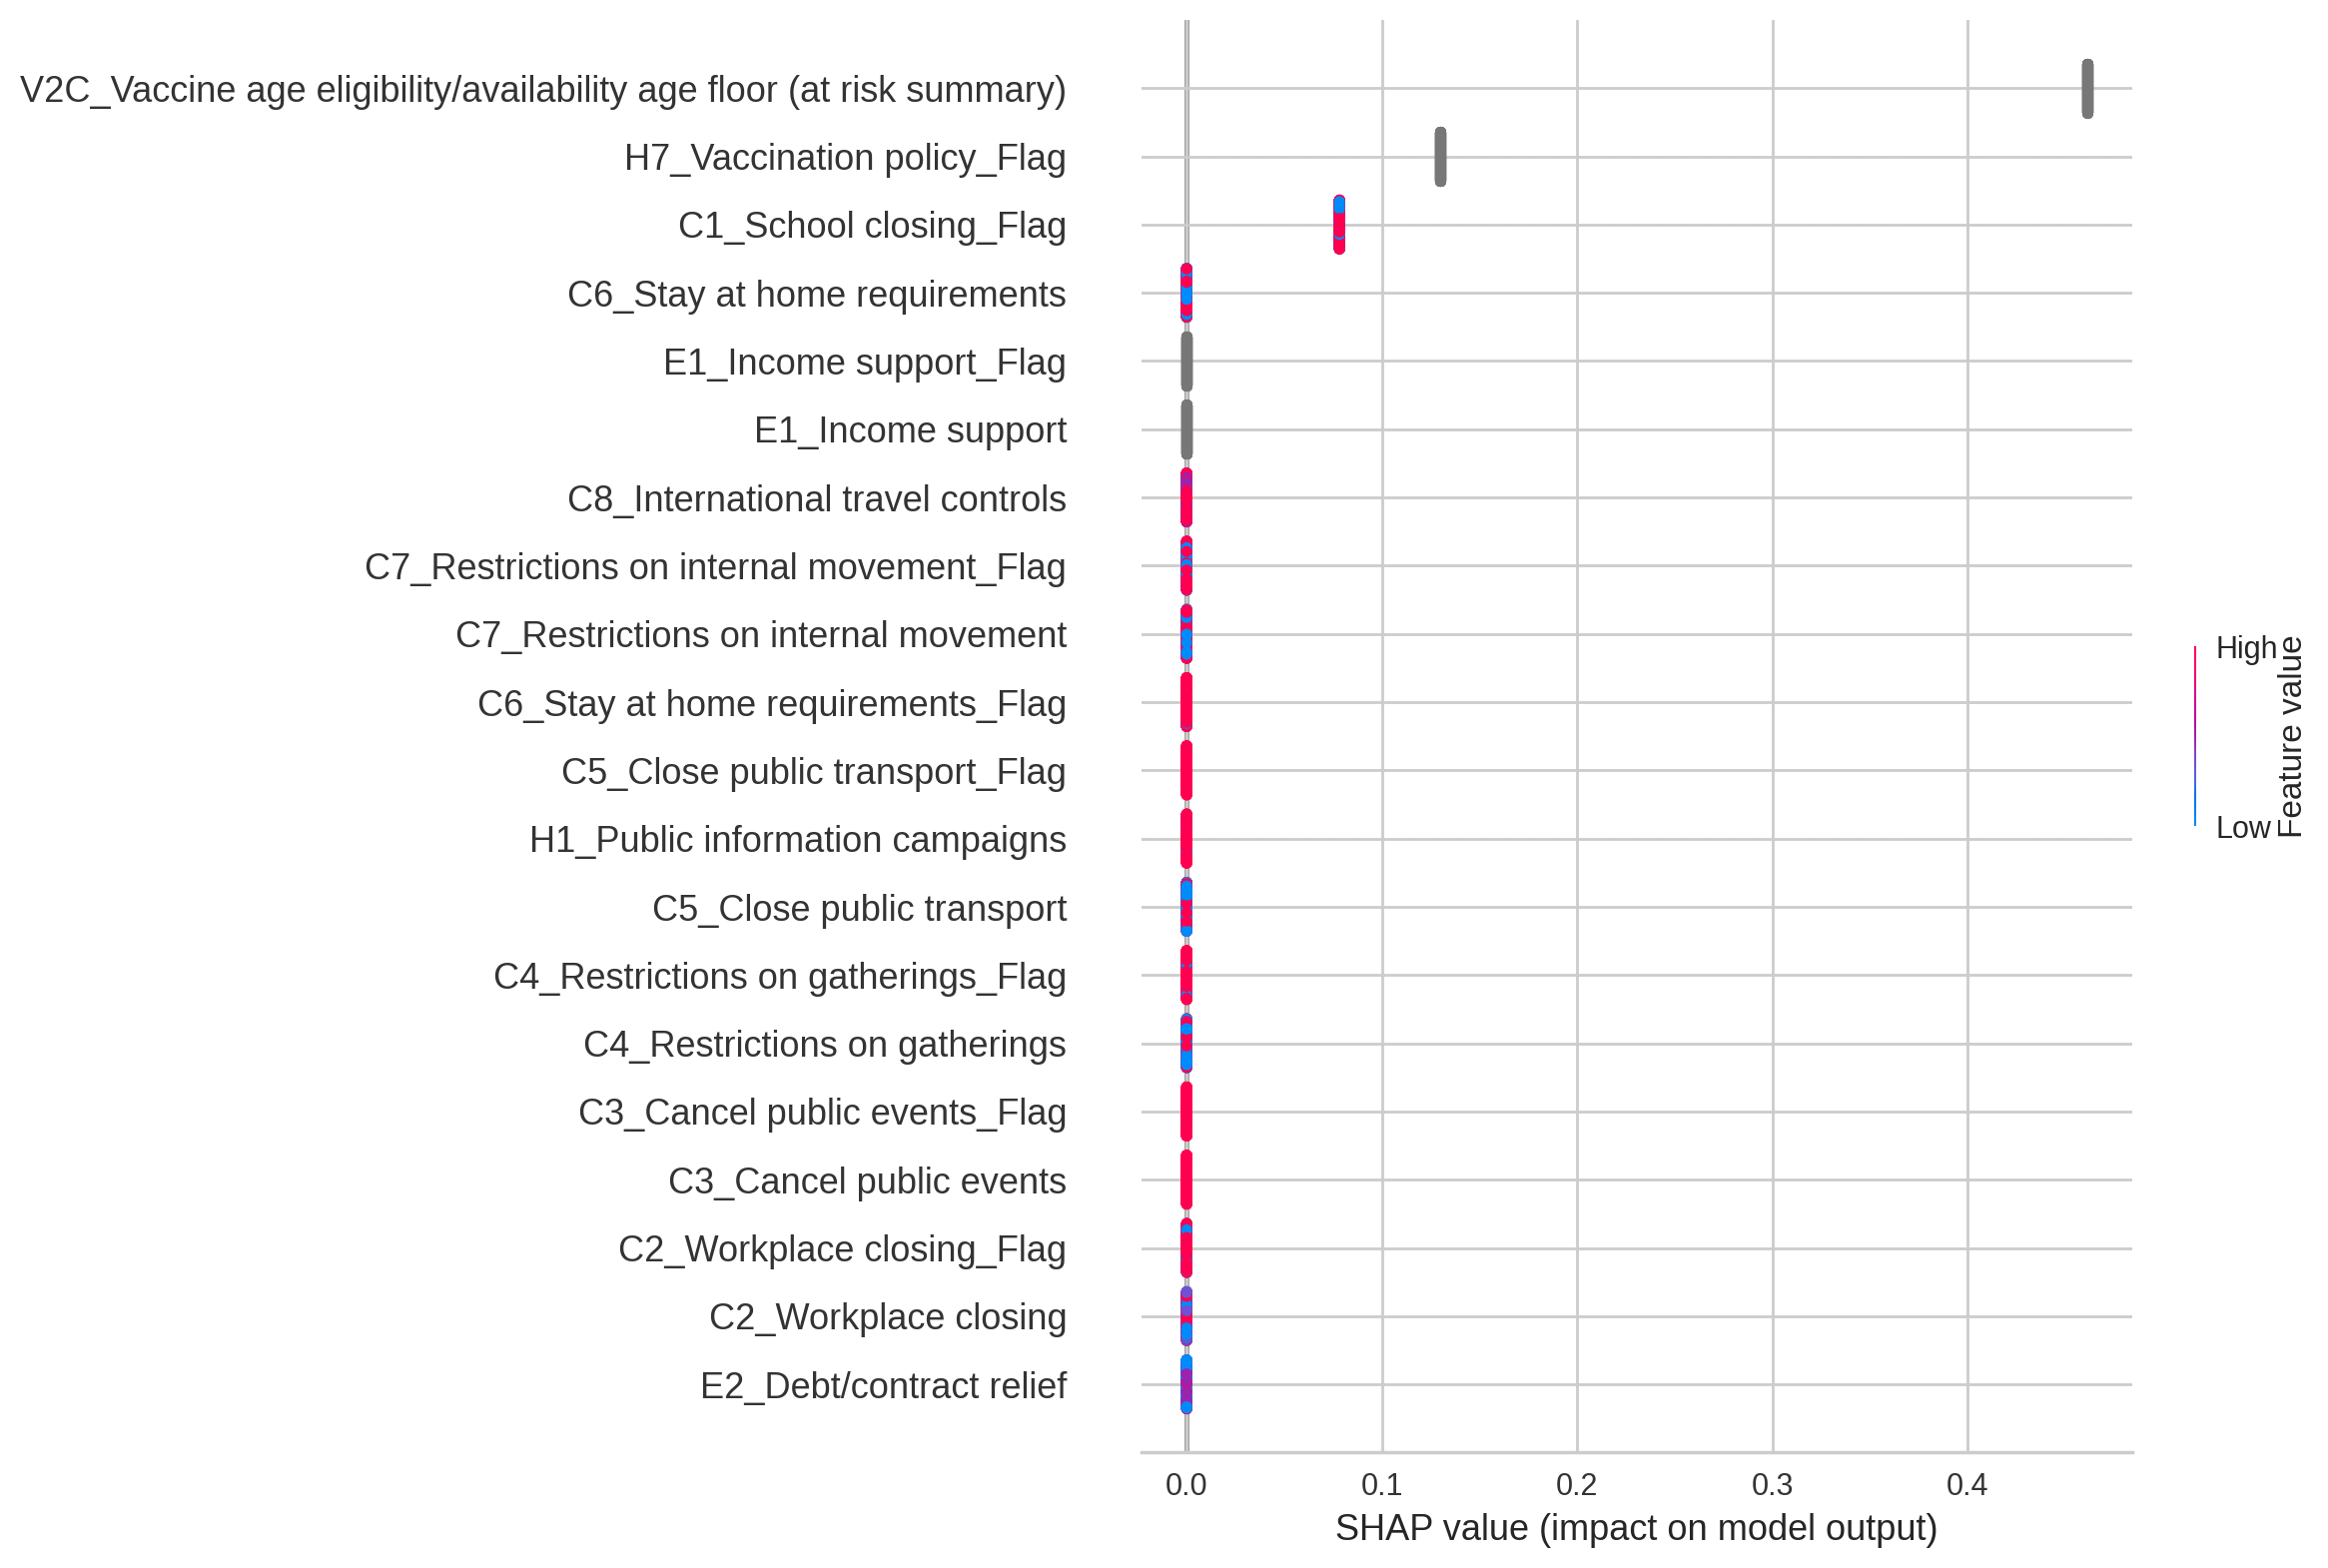 V2C_Vaccine age eligibility/availability age floor (at risk summary)
H7_Vaccination policy_Flag
C1_School closing_Flag
C6_Stay at home requirements
E1_Income support_Flag
E1_Income support
C8_International travel controls
C7_Restrictions on internal movement_Flag
C7_Restrictions on internal movement
C6_Stay at home requirements_Flag
C5_Close public transport_Flag
H1_Public information campaigns
C5_Close public transport
C4_Restrictions on gatherings_Flag
C4_Restrictions on gatherings
C3_Cancel public events_Flag
C3_Cancel public events
C2_Workplace closing_Flag
C2_Workplace closing
E2_Debt/contract relief
0.0 0.1 0.2 0.3 0.4
SHAP value (impact on model output)
High
Low
Feature value